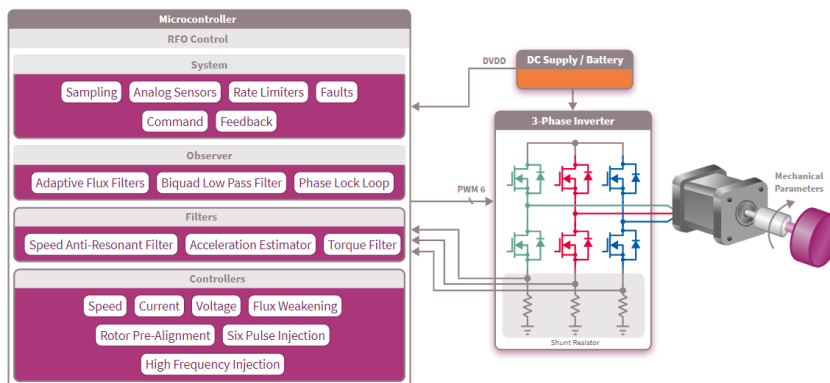 Microcontroller
RFO Control
System
Sampling
Analog Sensors
Rate Limiters
Faults
Command
Feedback
Observer
Adaptive Flux Filters
Biquad Low Pass Filter
Phase Lock Loop
Filters
Speed Anti-Resonant Filter
Acceleration Estimator
Torque Filter
Controllers
Speed
Current
Voltage
Flux Weakening
Rotor Pre-Alignment
Six Pulse Injection
High Frequency Injection
DVDD
DC Supply / Battery
3-Phase Inverter
PWM 6
Shunt Resistor
Mechanical
Parameters